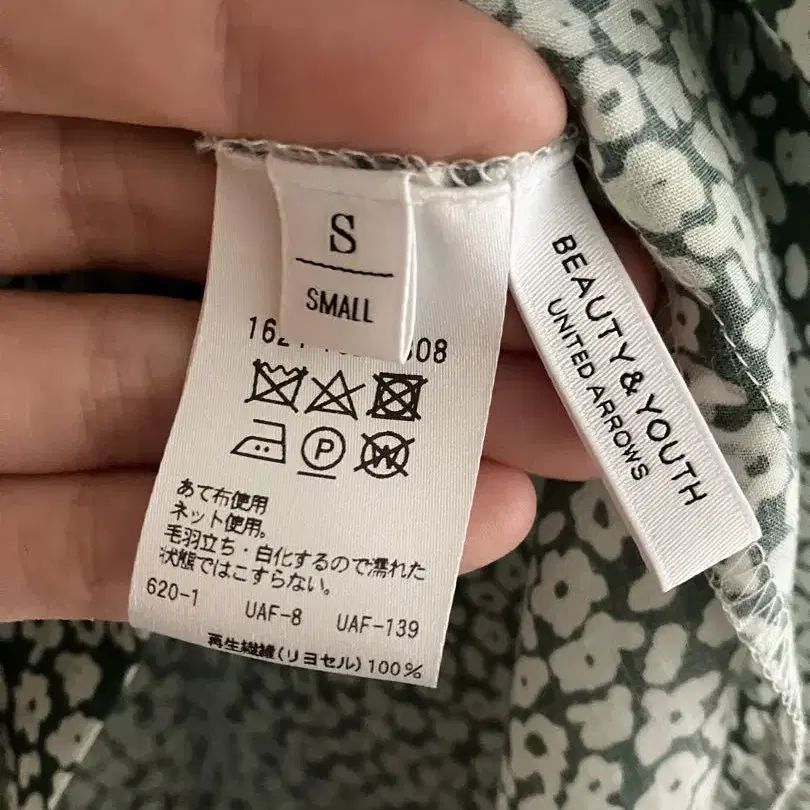 S
SMALL
BEAUTY & YOUTH
UNITED ARROWS
P
W
あて布使用
ネット使用。
毛羽立ち・白化するので濡れた
状態ではこすらない。
620-1 UAF-8 UAF-139
再生繊維(リヨセル)100%